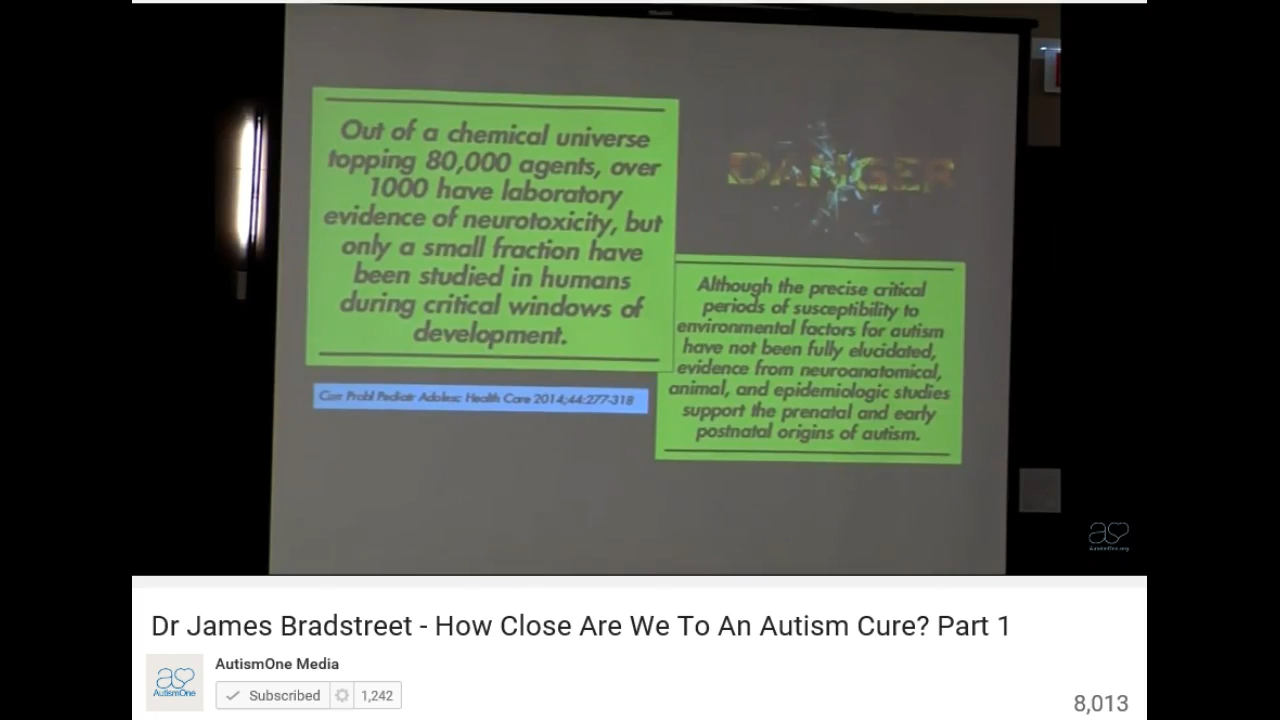 Out of a chemical universe
topping 80,000 agents, over
1000 have laboratory
evidence of neurotoxicity, but
only a small fraction have
been studied in humans
during critical windows of
development.
Curr Probl Pediatr Adolesc Health Care 2014;44:277-318
DANGER
Although the precise critical
periods of susceptibility to
environmental factors for autism
have not been fully elucidated,
evidence from neuroanatomical,
animal, and epidemiologic studies
support the prenatal and early
postnatal origins of autism.
AutismOne.org
Dr James Bradstreet - How Close Are We To An Autism Cure? Part 1
AutismOne
AutismOne Media
Subscribed 1,242
8,013